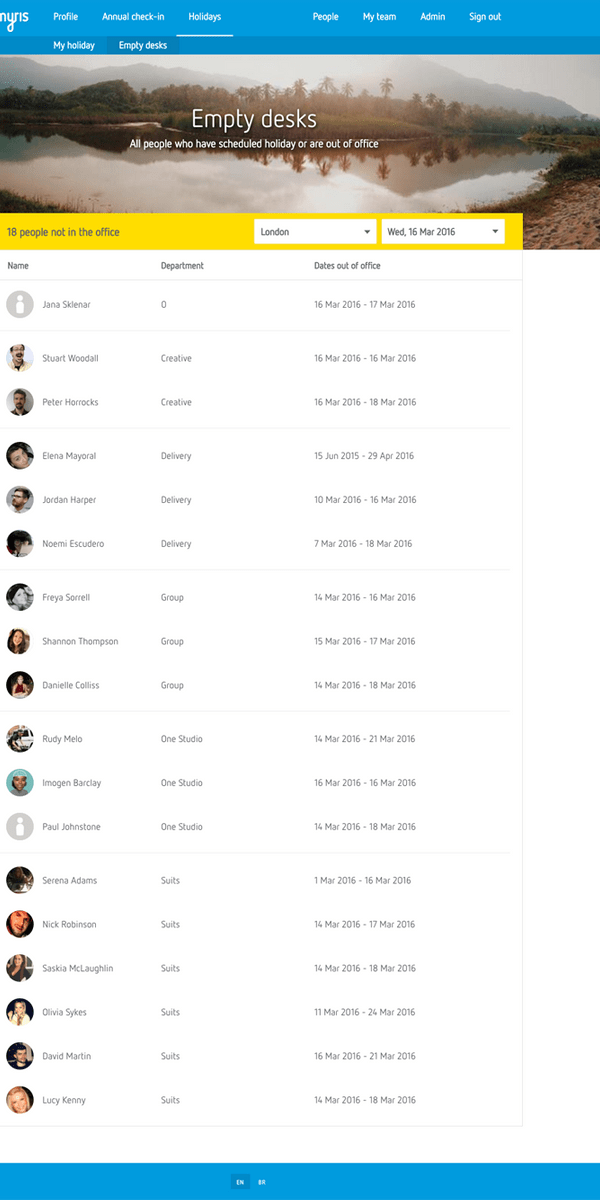 Profile Annual check-in Holidays People My team Admin Sign out
My holiday Empty desks
Empty desks
All people who have scheduled holiday or are out of office
18 people not in the office London Wed, 16 Mar 2016
Name Department Dates out of office
Jana Sklenar O 16 Mar 2016 - 17 Mar 2016
Stuart Woodall Creative 16 Mar 2016 - 16 Mar 2016
Peter Horrocks Creative 16 Mar 2016 - 18 Mar 2016
Elena Mayoral Delivery 15 Jun 2015 - 29 Apr 2016
Jordan Harper Delivery 10 Mar 2016 - 16 Mar 2016
Noemi Escudero Delivery 7 Mar 2016 - 18 Mar 2016
Freya Sorrell Group 14 Mar 2016 - 16 Mar 2016
Shannon Thompson Group 15 Mar 2016 - 17 Mar 2016
Danielle Colliss Group 14 Mar 2016 - 18 Mar 2016
Rudy Melo One Studio 14 Mar 2016 - 21 Mar 2016
Imogen Barclay One Studio 16 Mar 2016 - 16 Mar 2016
Paul Johnstone One Studio 14 Mar 2016 - 18 Mar 2016
Serena Adams Suits 1 Mar 2016 - 16 Mar 2016
Nick Robinson Suits 14 Mar 2016 - 17 Mar 2016
Saskia McLaughlin Suits 14 Mar 2016 - 18 Mar 2016
Olivia Sykes Suits 11 Mar 2016 - 24 Mar 2016
David Martin Suits 16 Mar 2016 - 21 Mar 2016
Lucy Kenny Suits 14 Mar 2016 - 18 Mar 2016
EN BR